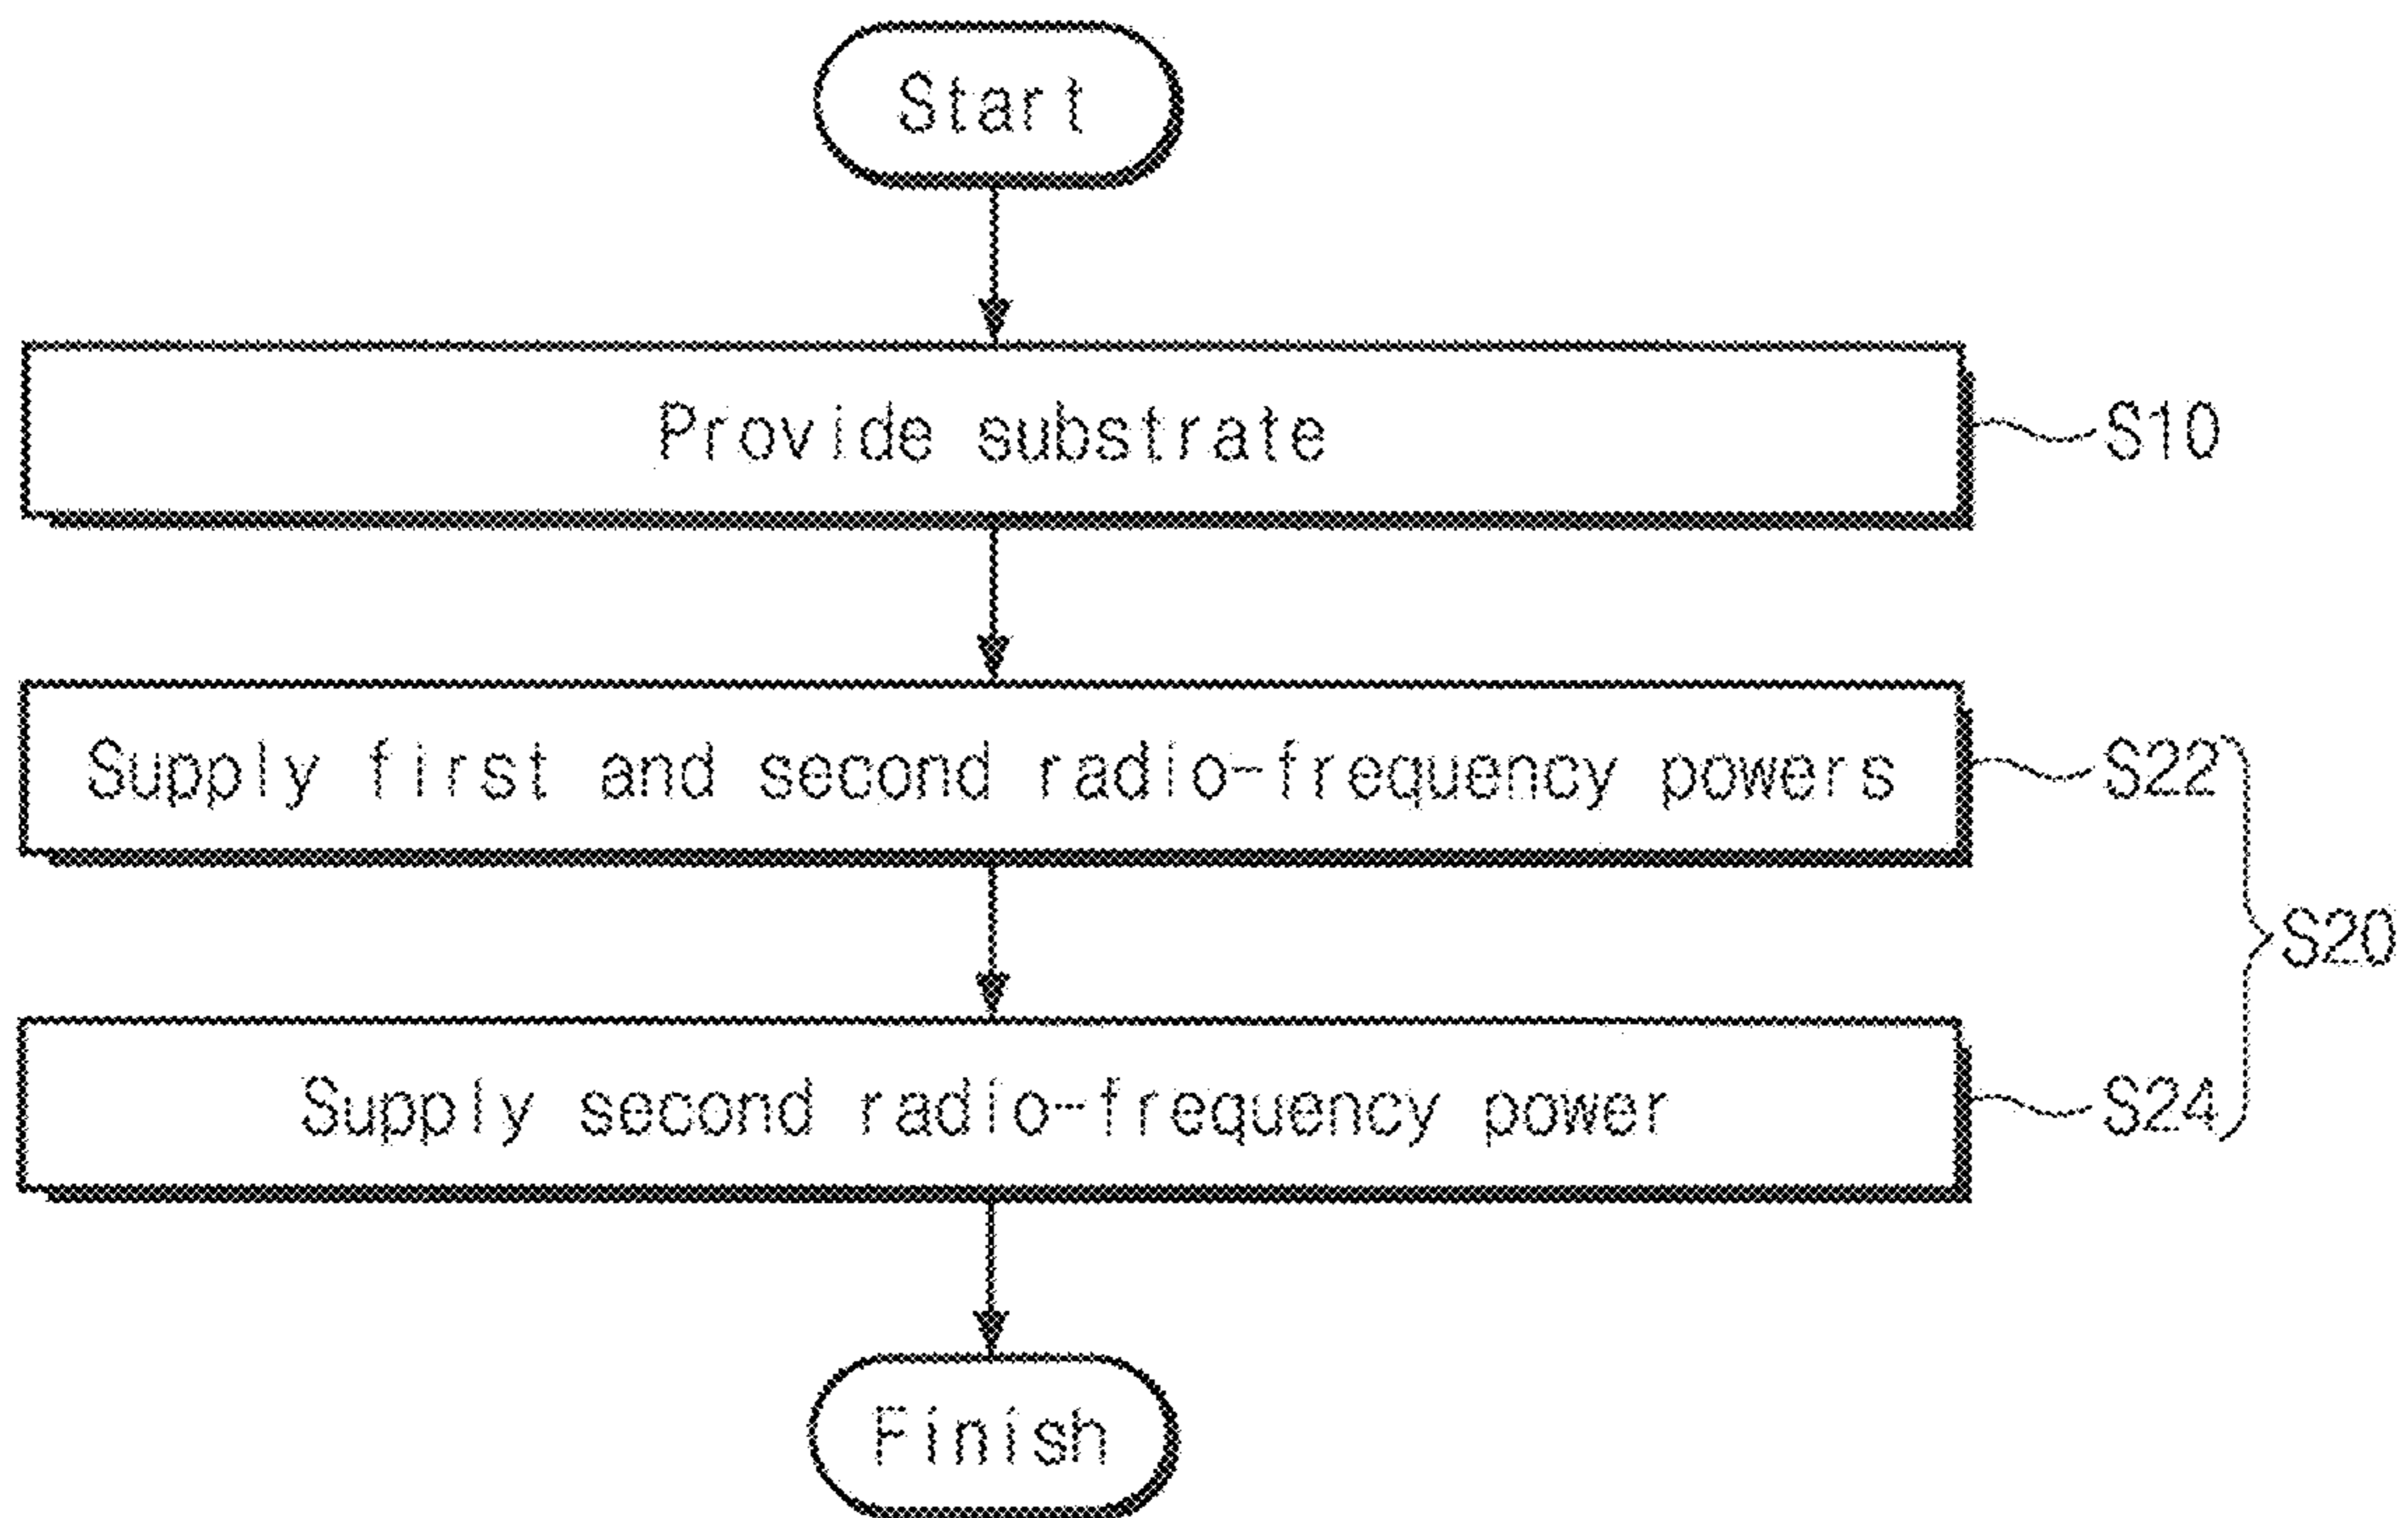 Start
Provide substrate
S10
Supply first and second radio-frequency powers
S22
S20
Supply second radio-frequency power
S24
Finish